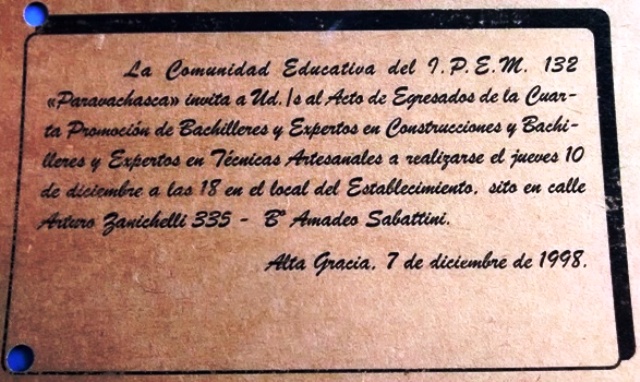 La Comunidad Educativa del I.P.E.M. 132
«Paravachasca» invita a Ud./s al Acto de Egresados de la Cuar-
ta Promoción de Bachilleres y Expertos en Construcciones y Bachi-
lleres y Expertos en Técnicas Artesanales a realizarse el jueves 10
de diciembre a las 18 en el local del Establecimiento, sito en calle
Arturo Zanichelli 335 - Bº Amadeo Sabattini.
Alta Gracia, 7 de diciembre de 1998.